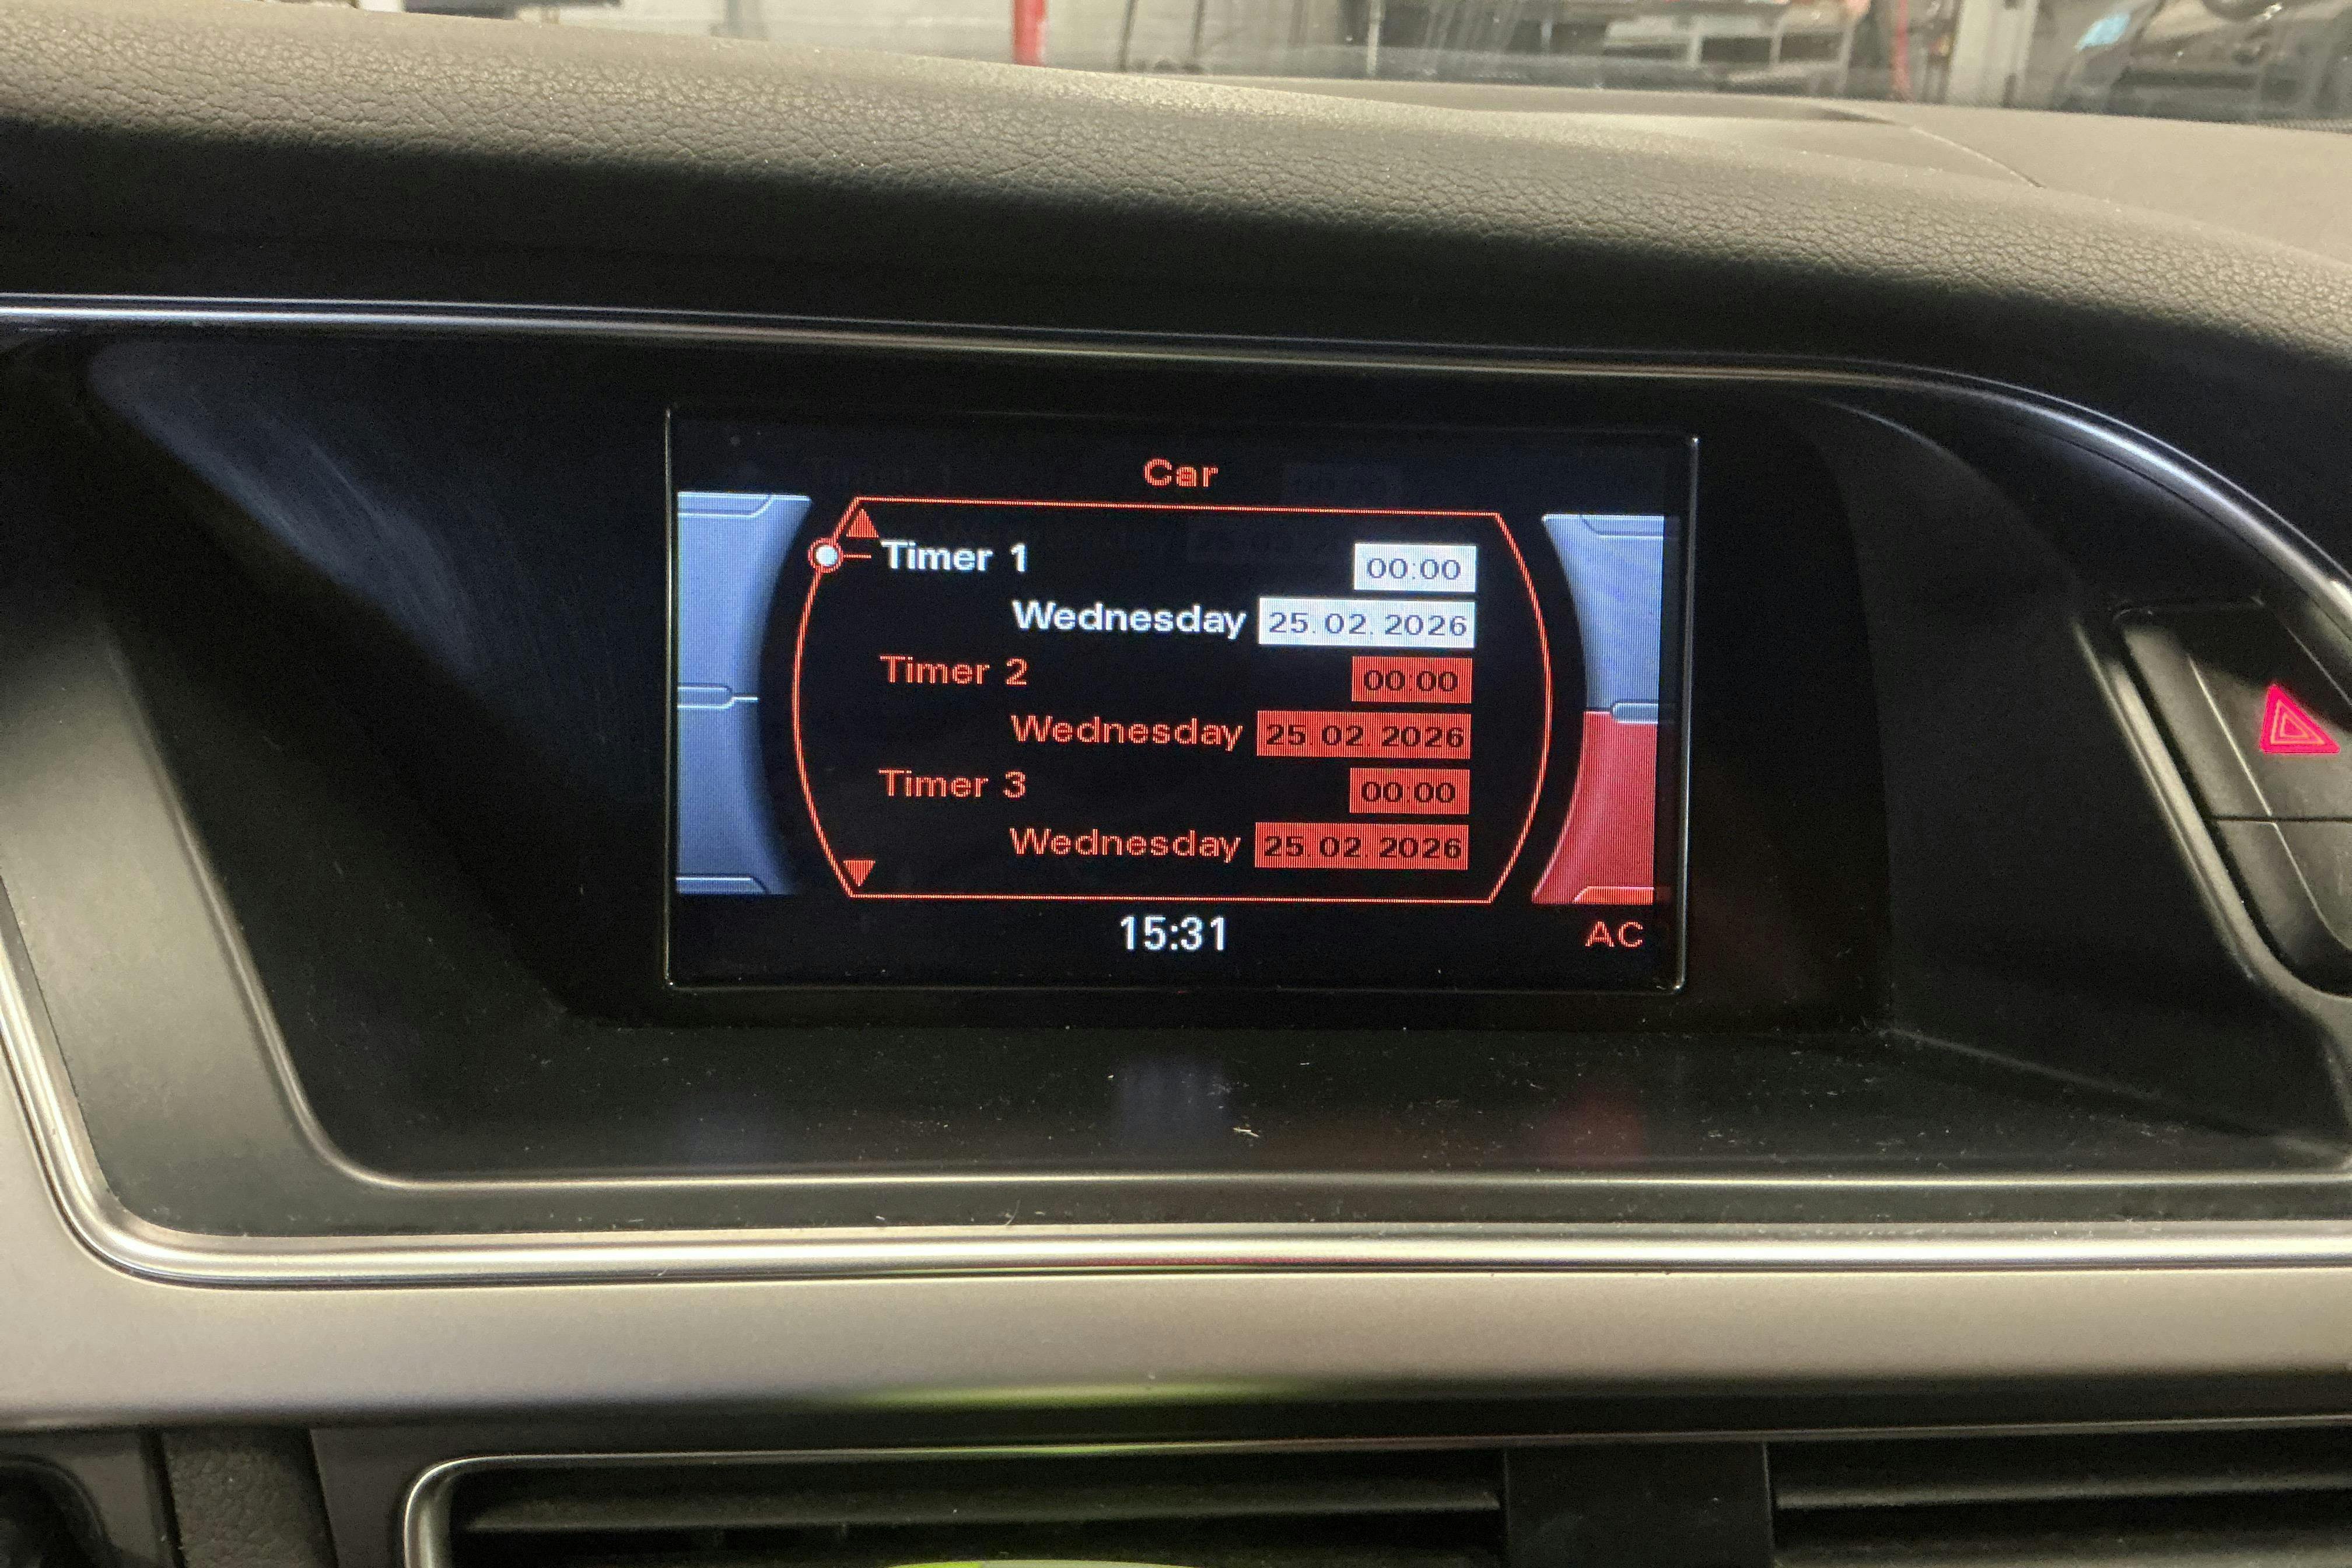 Car
Timer 1 00:00
Wednesday 25.02.2026
Timer 2 00:00
Wednesday 25.02.2026
Timer 3 00:00
Wednesday 25.02.2026
15:31 AC